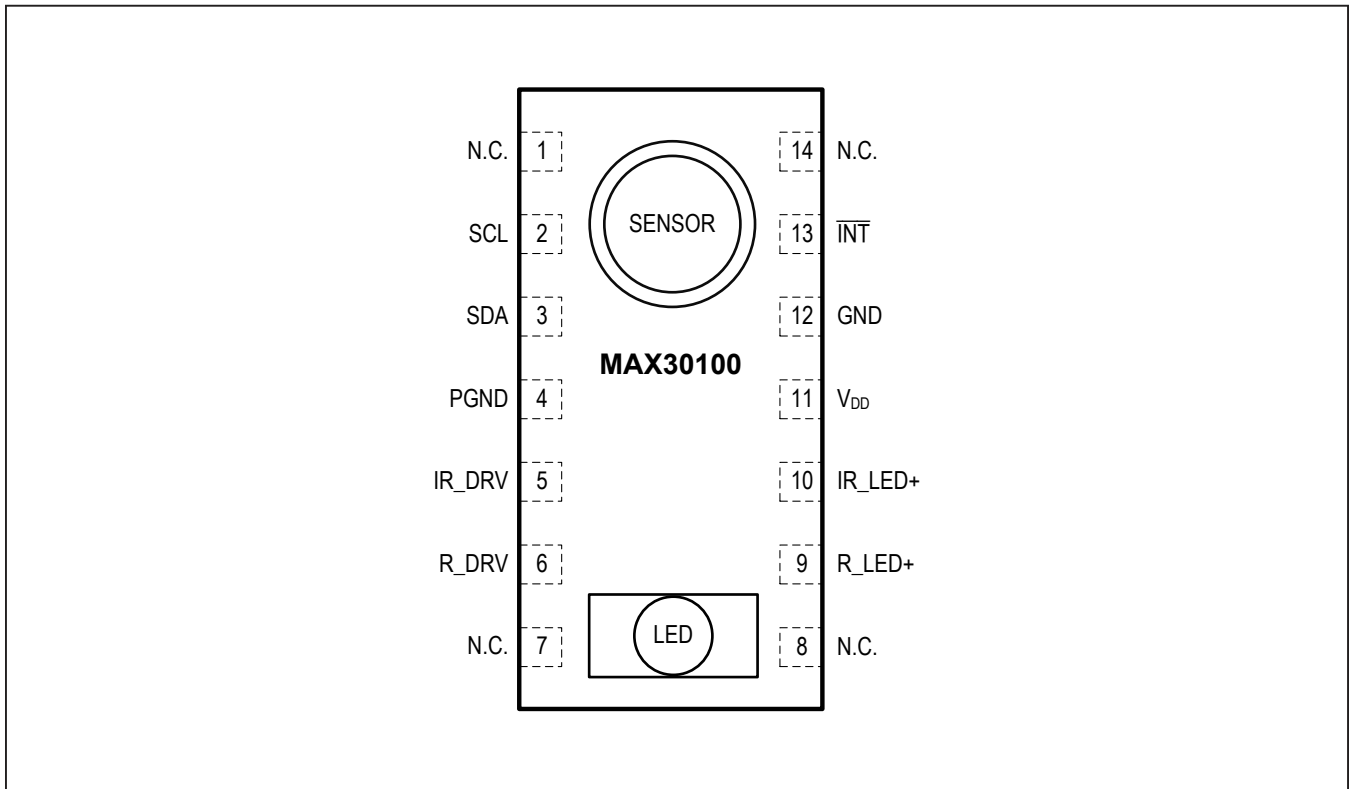 N.C. 1
SCL 2
SDA 3
PGND 4
IR_DRV 5
R_DRV 6
N.C. 7
SENSOR
MAX30100
LED
14 N.C.
13 I̅N̅T̅
12 GND
11 VDD
10 IR_LED+
9 R_LED+
8 N.C.